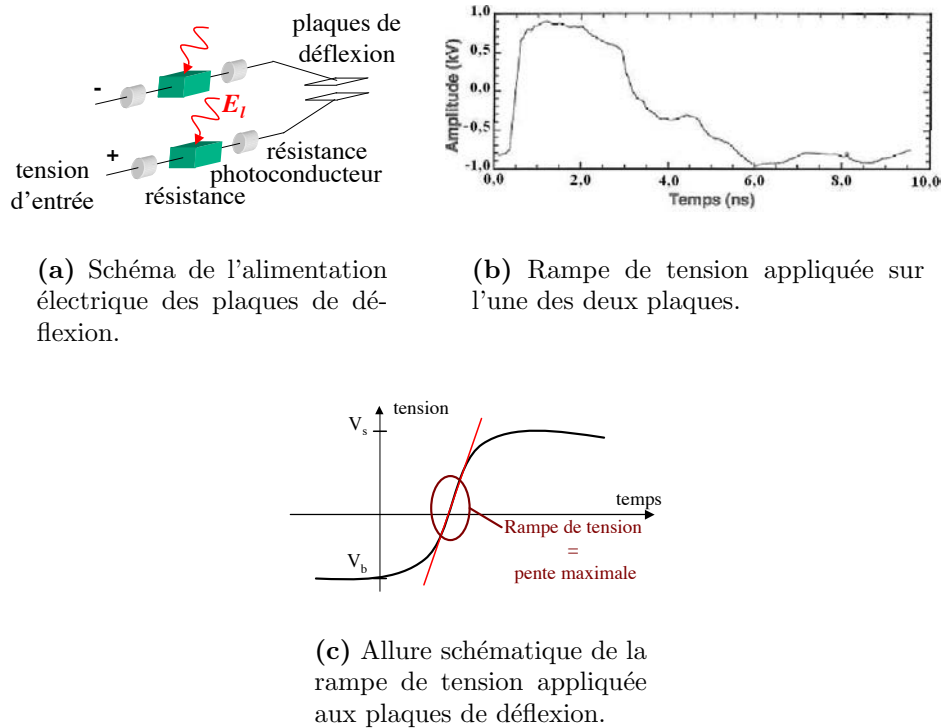 plaques de
déflexion
-
E_l
+
résistance
photoconducteur
tension
d'entrée
résistance
Amplitude (kV)
1.0
0.5
0.0
-0.5
-1.0
0.0
2.0
4.0
6.0
8.0
10.0
Temps (ns)
(a) Schéma de l'alimentation
électrique des plaques de dé-
flexion.
(b) Rampe de tension appliquée sur
l'une des deux plaques.
tension
V_s
temps
Rampe de tension
=
pente maximale
V_b
(c) Allure schématique de la
rampe de tension appliquée
aux plaques de déflexion.